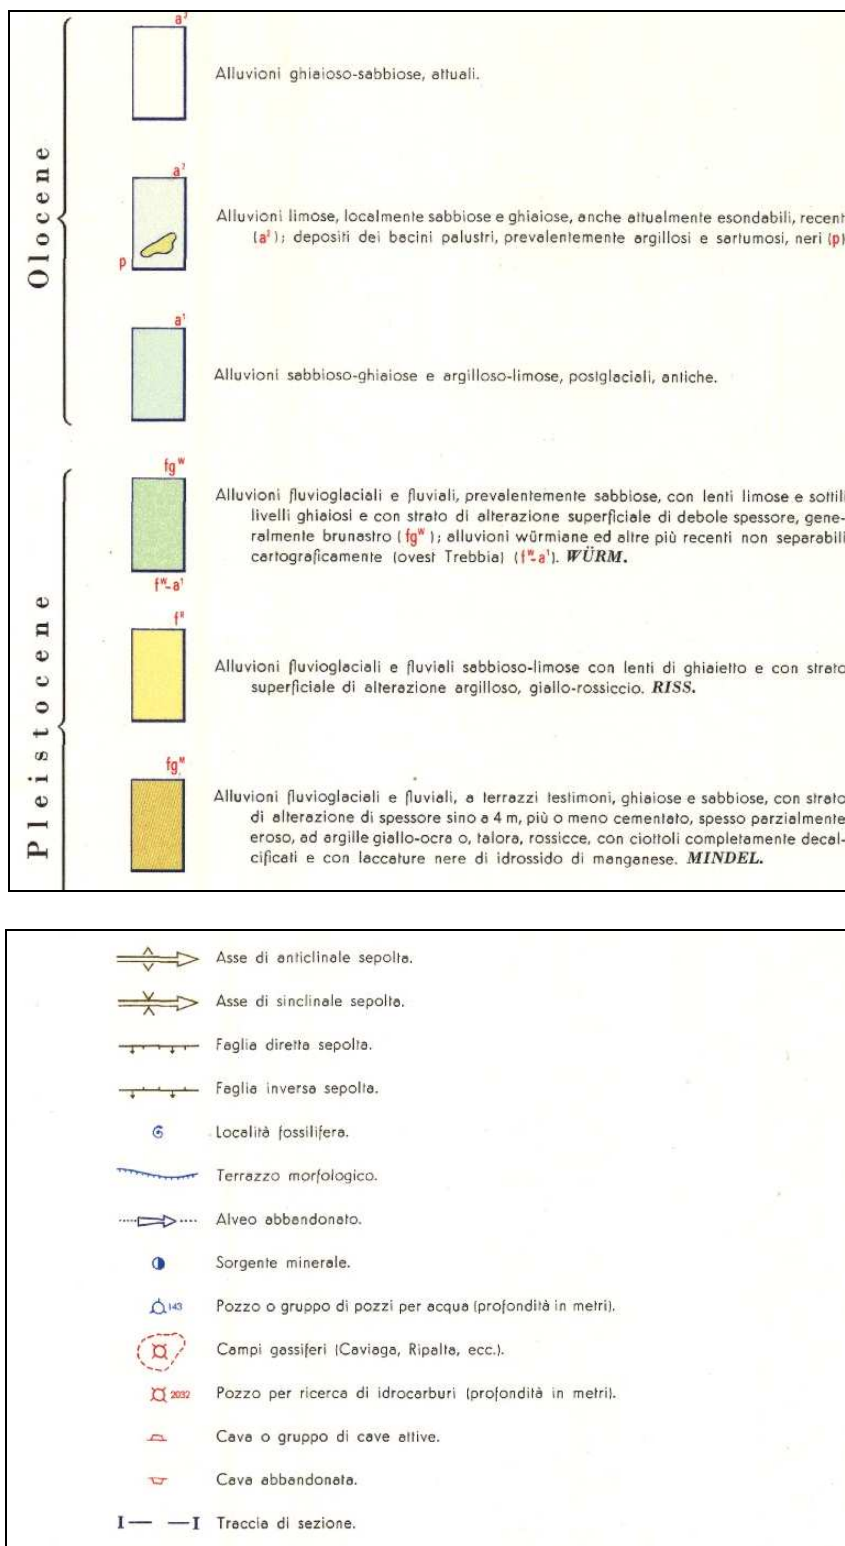 Olocene
a³
Alluvioni ghiaioso-sabbiose, attuali.
a²
Alluvioni limose, localmente sabbiose e ghiaiose, anche attualmente esondabili, recent
(a²); depositi dei bacini palustri, prevalentemente argillosi e sartumosi, neri (p)
p
a¹
Alluvioni sabbioso-ghiaiose e argilloso-limose, postglaciali, antiche.
Pleistocene
fgᵂ
Alluvioni fluvioglaciali e fluviali, prevalentemente sabbiose, con lenti limose e sottili
livelli ghiaiosi e con strato di alterazione superficiale di debole spessore, gene-
ralmente brunastro (fgᵂ); alluvioni würmiane ed altre più recenti non separabili
cartograficamente (ovest Trebbia) (fᵂ-a¹). WÜRM.
fᵂ-a¹
fᴿ
Alluvioni fluvioglaciali e fluviali sabbioso-limose con lenti di ghiaietto e con strato
superficiale di alterazione argilloso, giallo-rossiccio. RISS.
fgᴹ
Alluvioni fluvioglaciali e fluviali, a terrazzi testimoni, ghiaiose e sabbiose, con strato
di alterazione di spessore sino a 4 m, più o meno cementato, spesso parzialmente
eroso, ad argille giallo-ocra o, talora, rossicce, con ciottoli completamente decal-
cificati e con laccature nere di idrossido di manganese. MINDEL.
Asse di anticlinale sepolta.
Asse di sinclinale sepolta.
Faglia diretta sepolta.
Faglia inversa sepolta.
Località fossilifera.
Terrazzo morfologico.
Alveo abbandonato.
Sorgente minerale.
143 Pozzo o gruppo di pozzi per acqua (profondità in metri).
Campi gassiferi (Caviaga, Ripalta, ecc.).
2032 Pozzo per ricerca di idrocarburi (profondità in metri).
Cava o gruppo di cave attive.
Cava abbandonata.
I— —I Traccia di sezione.